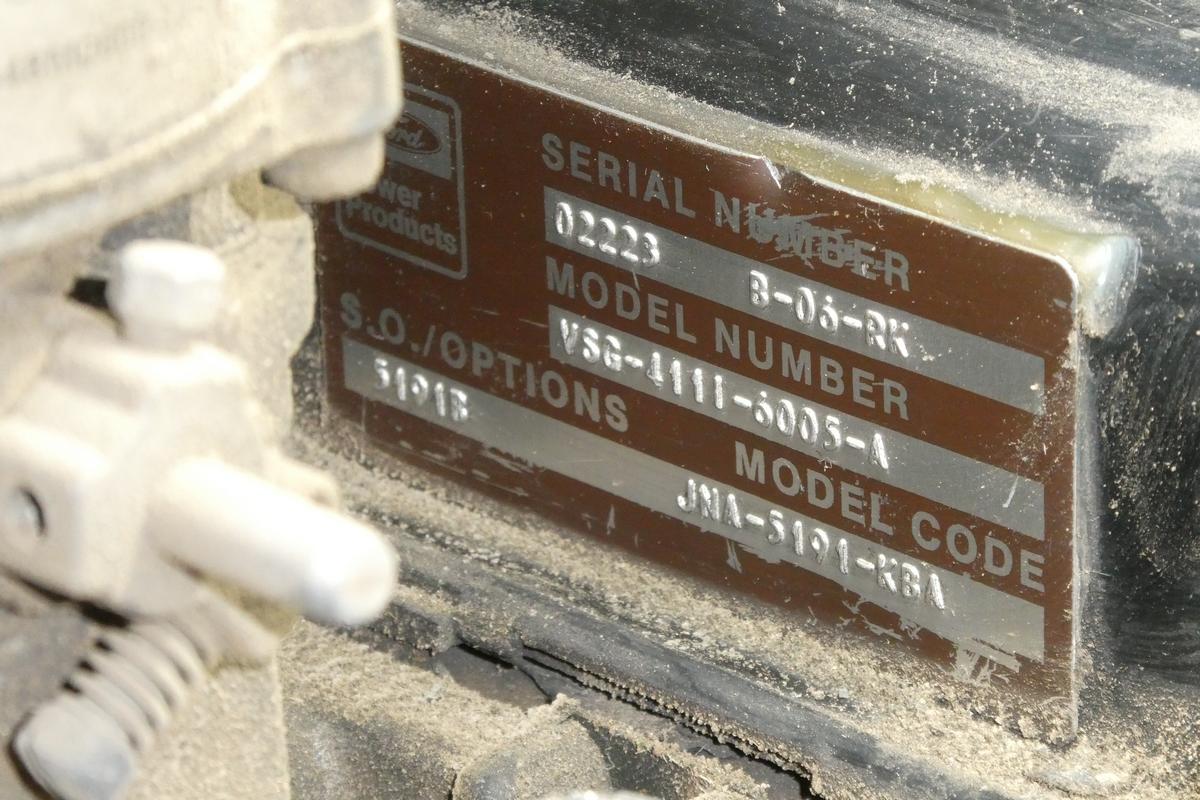 Ford
Power
Products
SERIAL NUMBER
02223 B-06-RK
MODEL NUMBER
VSG-4111-6005-A
S.O./OPTIONS MODEL CODE
5191B JNA-5191-KBA